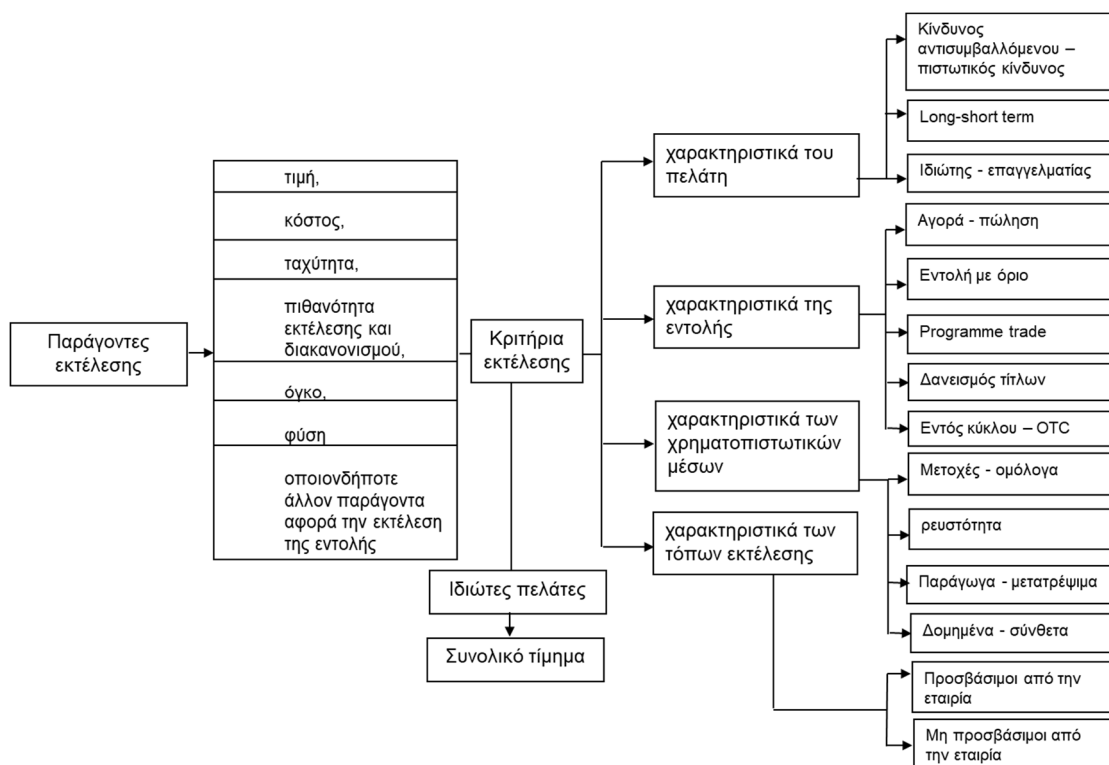 Παράγοντες
εκτέλεσης
τιμή,
κόστος,
ταχύτητα,
πιθανότητα
εκτέλεσης και
διακανονισμού,
όγκο,
φύση
οποιονδήποτε
άλλον παράγοντα
αφορά την εκτέλεση
της εντολής
Κριτήρια
εκτέλεσης
Ιδιώτες πελάτες
Συνολικό τίμημα
χαρακτηριστικά του
πελάτη
χαρακτηριστικά της
εντολής
χαρακτηριστικά των
χρηματοπιστωτικών
μέσων
χαρακτηριστικά των
τόπων εκτέλεσης
Κίνδυνος
αντισυμβαλλόμενου –
πιστωτικός κίνδυνος
Long-short term
Ιδιώτης - επαγγελματίας
Αγορά - πώληση
Εντολή με όριο
Programme trade
Δανεισμός τίτλων
Εντός κύκλου – OTC
Μετοχές - ομόλογα
ρευστότητα
Παράγωγα - μετατρέψιμα
Δομημένα - σύνθετα
Προσβάσιμοι από την
εταιρία
Μη προσβάσιμοι από
την εταιρία